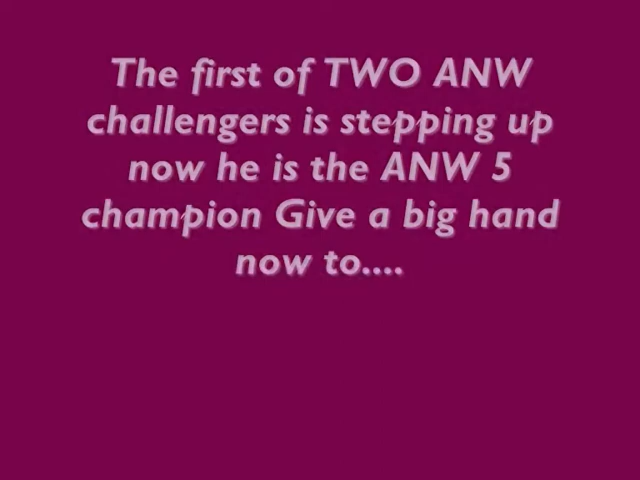 The first of TWO ANW
challengers is stepping up
now he is the ANW 5
champion Give a big hand
now to....